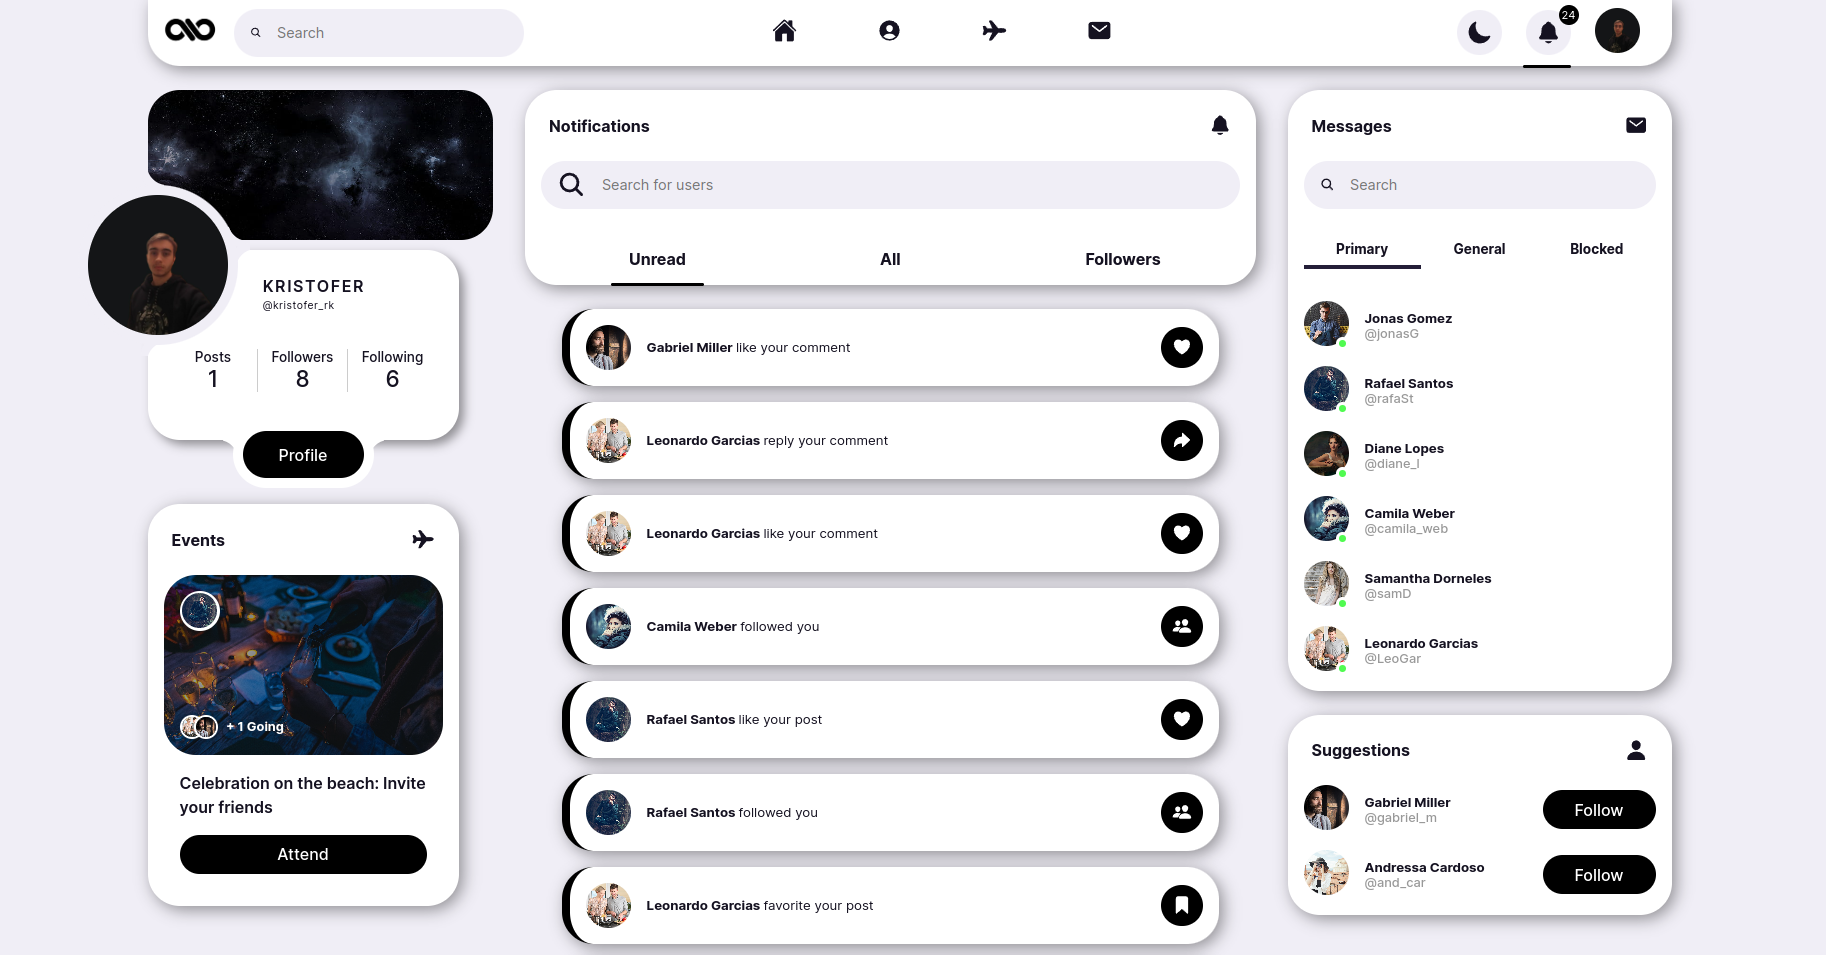 Search
24
KRISTOFER
@kristofer_rk
Posts
1
Followers
8
Following
6
Profile
Events
+ 1 Going
Celebration on the beach: Invite
your friends
Attend
Notifications
Search for users
Unread
All
Followers
Gabriel Miller like your comment
Leonardo Garcias reply your comment
Leonardo Garcias like your comment
Camila Weber followed you
Rafael Santos like your post
Rafael Santos followed you
Leonardo Garcias favorite your post
Messages
Search
Primary
General
Blocked
Jonas Gomez
@jonasG
Rafael Santos
@rafaSt
Diane Lopes
@diane_l
Camila Weber
@camila_web
Samantha Dorneles
@samD
Leonardo Garcias
@LeoGar
Suggestions
Gabriel Miller
@gabriel_m
Follow
Andressa Cardoso
@and_car
Follow